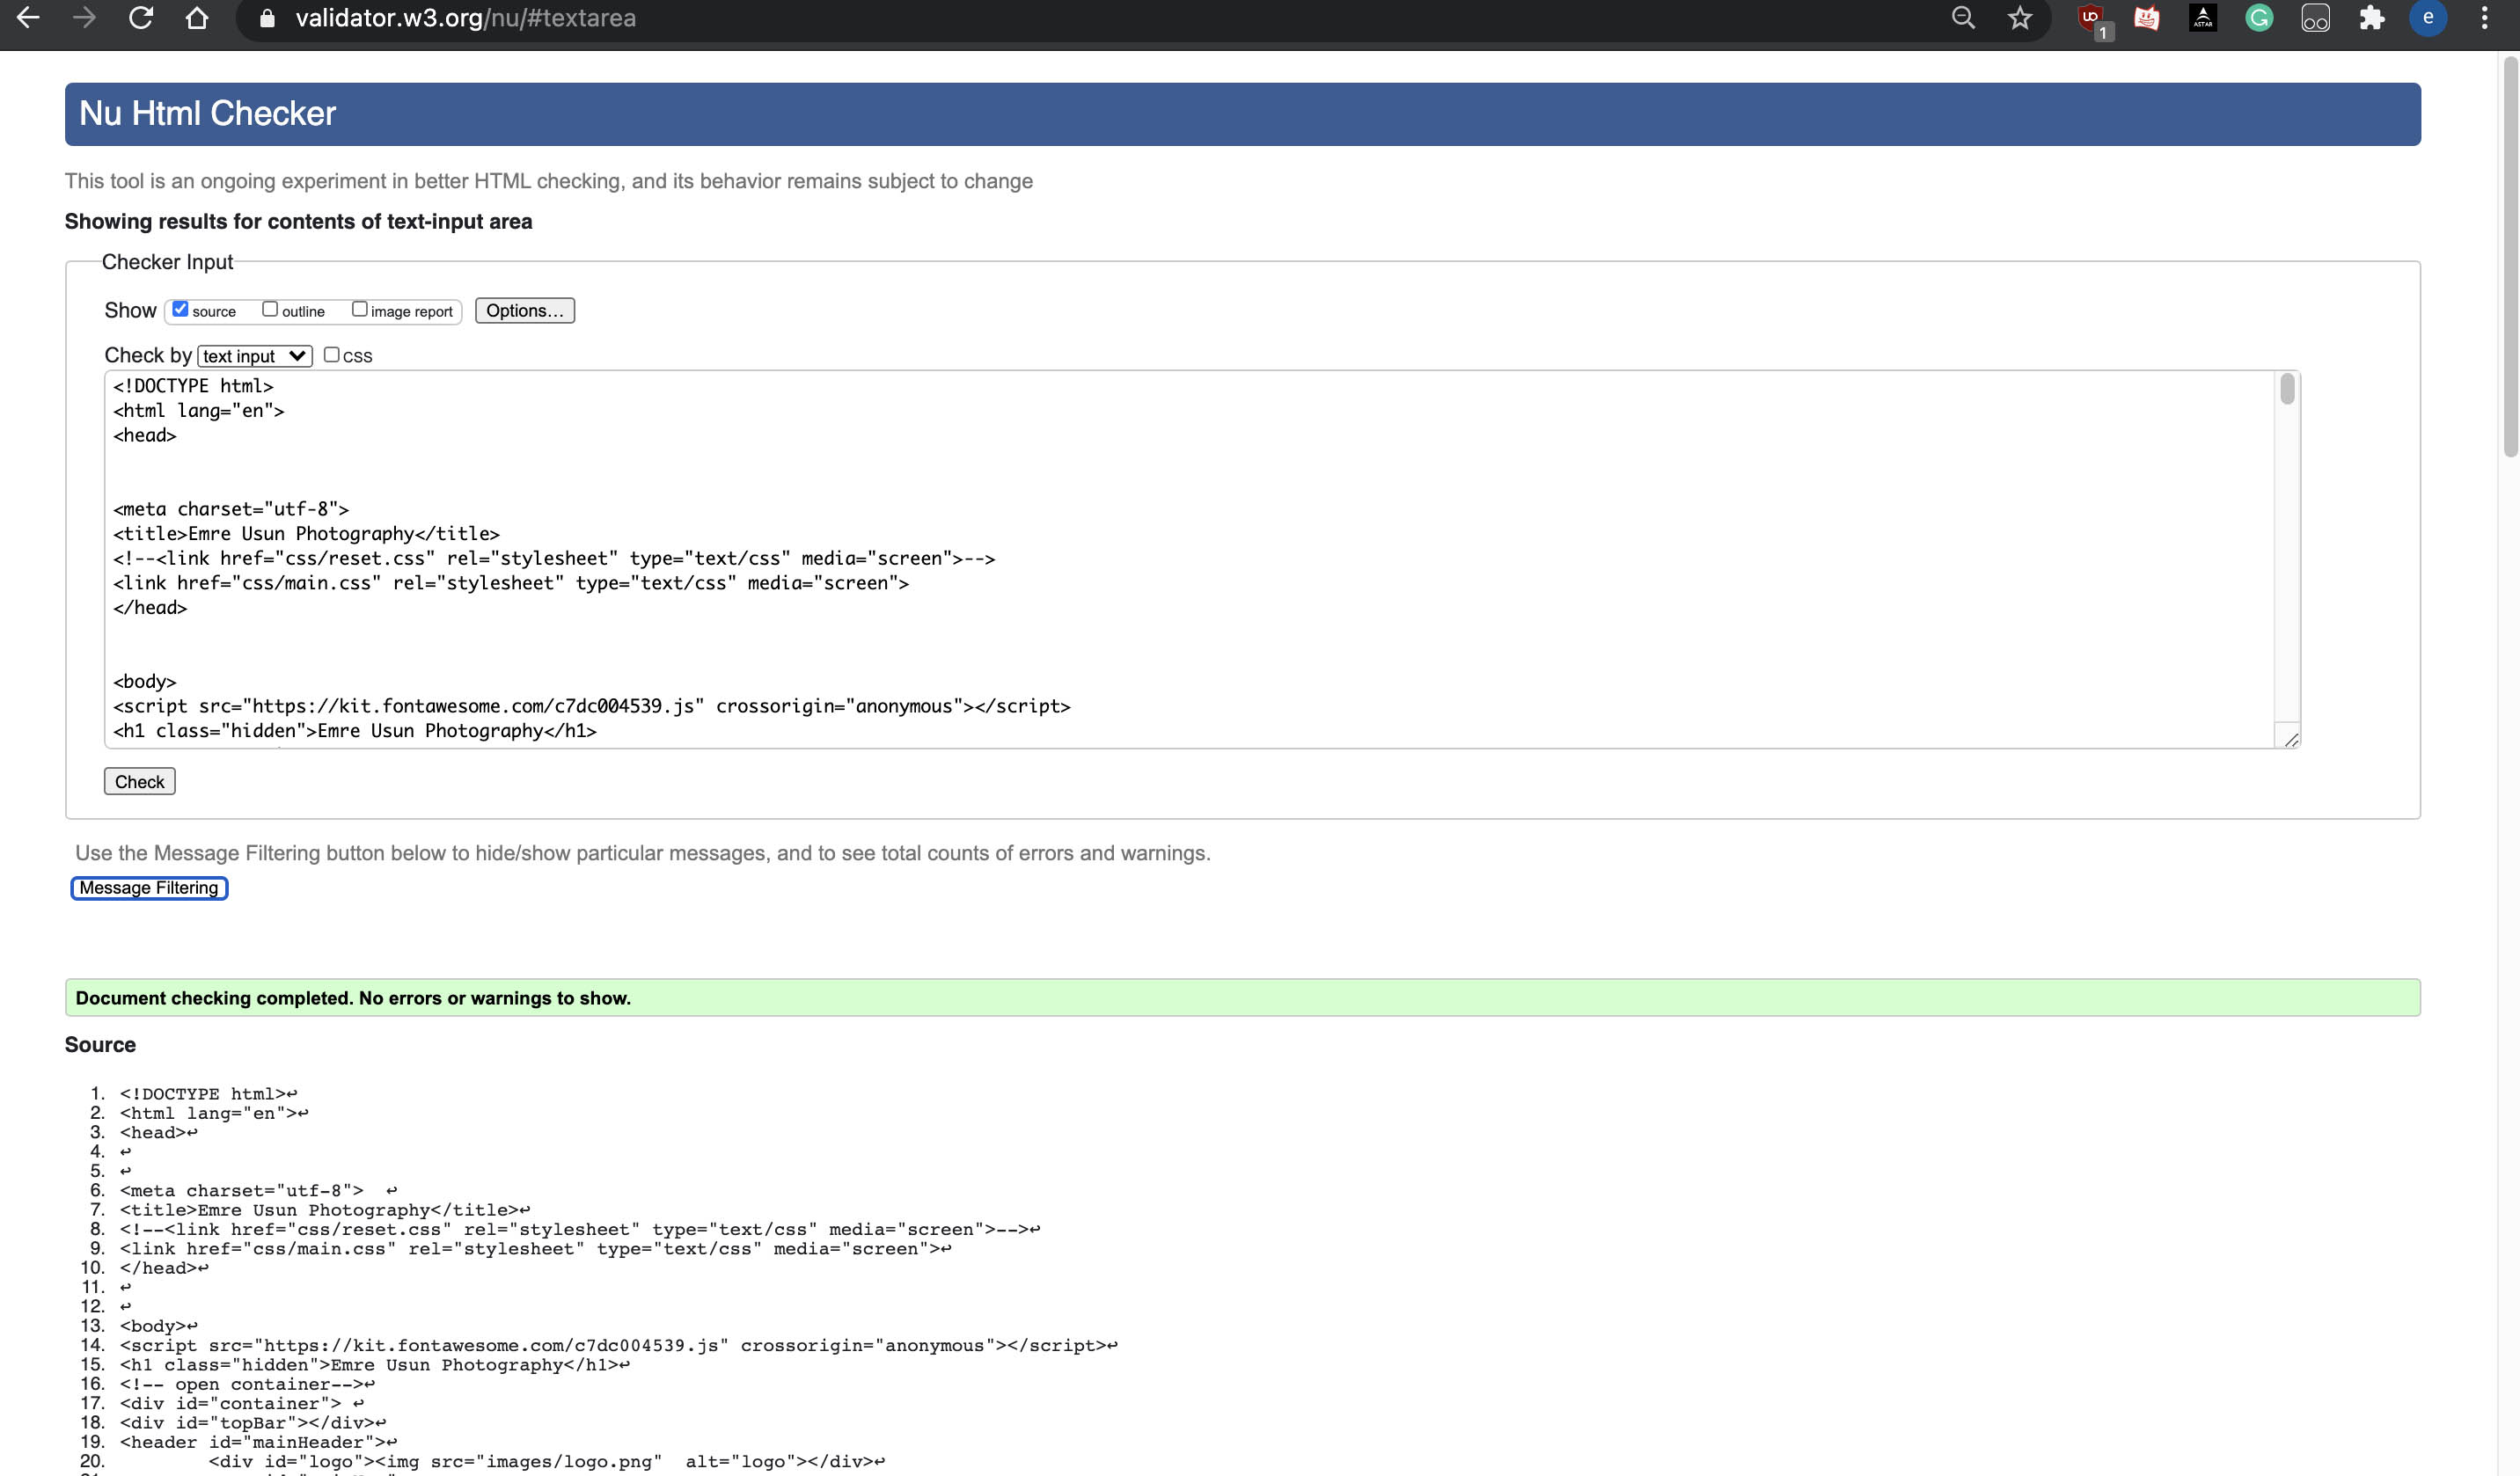 validator.w3.org/nu/#textarea
UD
1
ASTAR
G
e
Nu Html Checker
This tool is an ongoing experiment in better HTML checking, and its behavior remains subject to change
Showing results for contents of text-input area
Checker Input
Show source outline image report Options...
Check by text input css
<!DOCTYPE html>
<html lang="en">
<head>
<meta charset="utf-8">
<title>Emre Usun Photography</title>
<!--<link href="css/reset.css" rel="stylesheet" type="text/css" media="screen">-->
<link href="css/main.css" rel="stylesheet" type="text/css" media="screen">
</head>
<body>
<script src="https://kit.fontawesome.com/c7dc004539.js" crossorigin="anonymous"></script>
<h1 class="hidden">Emre Usun Photography</h1>
Check
Use the Message Filtering button below to hide/show particular messages, and to see total counts of errors and warnings.
Message Filtering
Document checking completed. No errors or warnings to show.
Source
1. <!DOCTYPE html>↩
2. <html lang="en">↩
3. <head>↩
4. ↩
5. ↩
6. <meta charset="utf-8">  ↩
7. <title>Emre Usun Photography</title>↩
8. <!--<link href="css/reset.css" rel="stylesheet" type="text/css" media="screen">-->↩
9. <link href="css/main.css" rel="stylesheet" type="text/css" media="screen">↩
10. </head>↩
11. ↩
12. ↩
13. <body>↩
14. <script src="https://kit.fontawesome.com/c7dc004539.js" crossorigin="anonymous"></script>↩
15. <h1 class="hidden">Emre Usun Photography</h1>↩
16. <!-- open container-->↩
17. <div id="container"> ↩
18. <div id="topBar"></div>↩
19. <header id="mainHeader">↩
20. <div id="logo"><img src="images/logo.png"  alt="logo"></div>↩